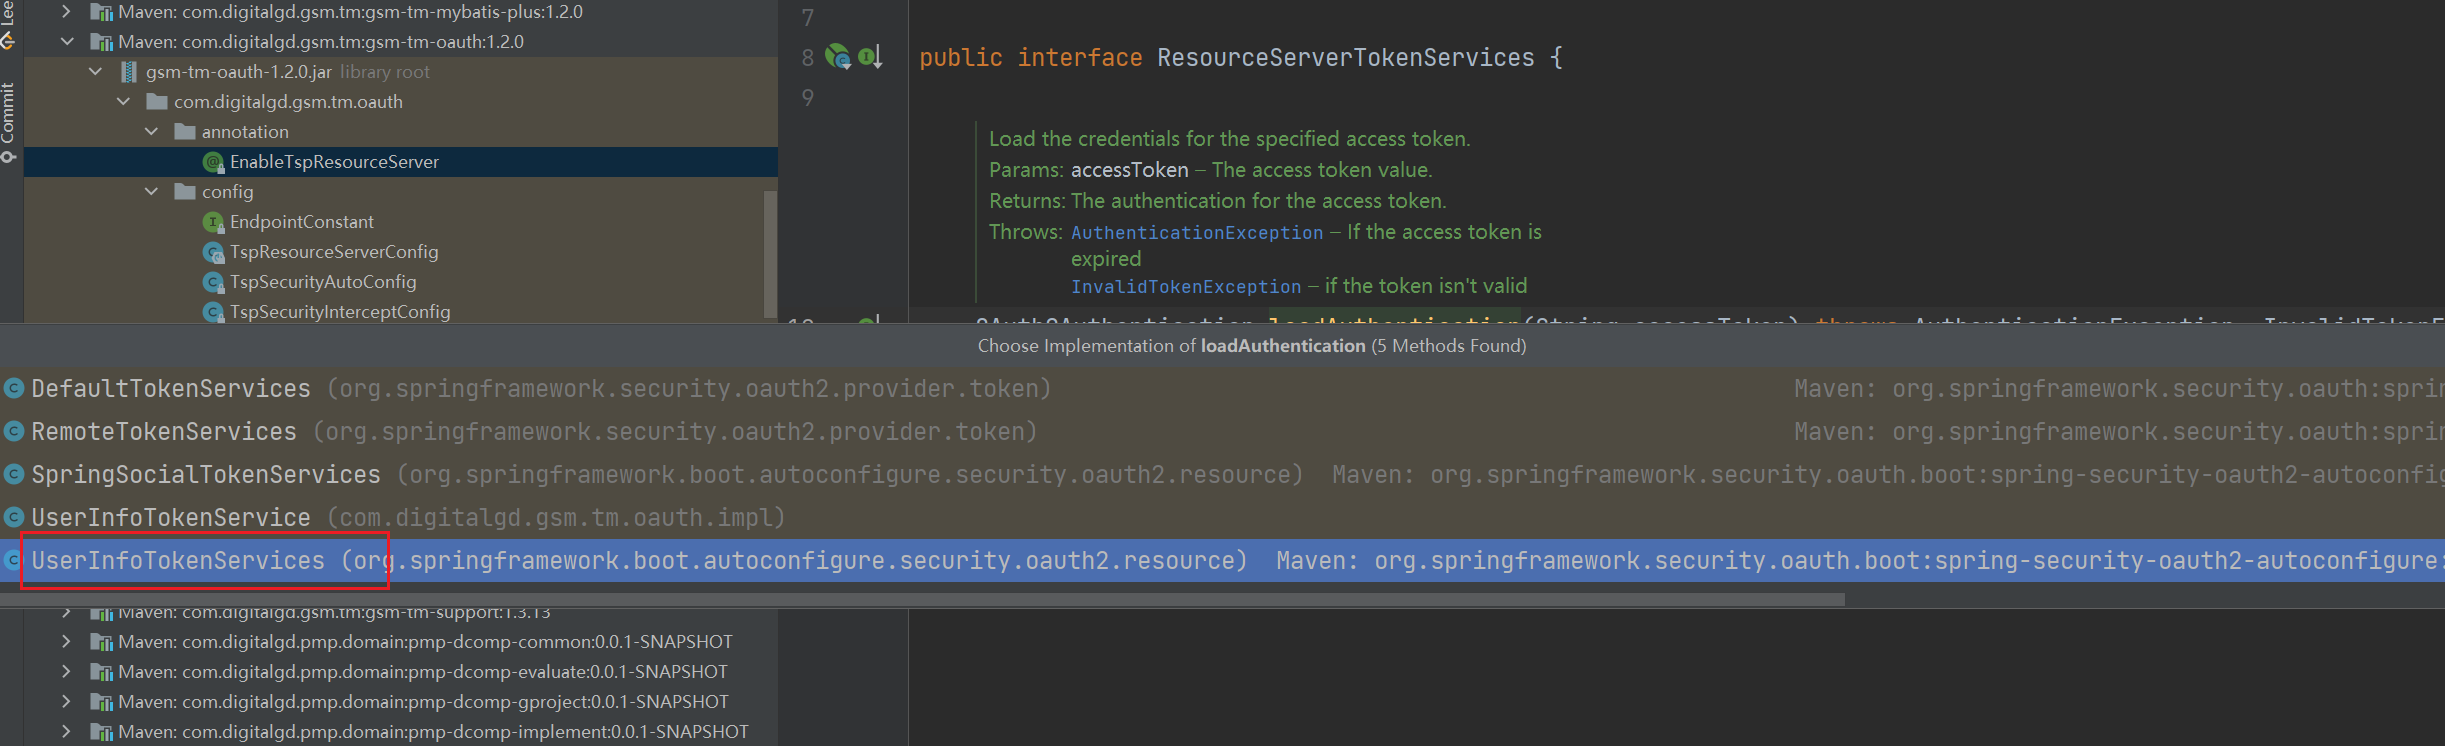 Lee
Commit
Maven: com.digitalgd.gsm.tm:gsm-tm-mybatis-plus:1.2.0
Maven: com.digitalgd.gsm.tm:gsm-tm-oauth:1.2.0
gsm-tm-oauth-1.2.0.jar library root
com.digitalgd.gsm.tm.oauth
annotation
EnableTspResourceServer
config
EndpointConstant
TspResourceServerConfig
TspSecurityAutoConfig
TspSecurityInterceptConfig
7
8 public interface ResourceServerTokenServices {
9
Load the credentials for the specified access token.
Params: accessToken – The access token value.
Returns: The authentication for the access token.
Throws: AuthenticationException – If the access token is
expired
InvalidTokenException – if the token isn't valid
10 OAuth2Authentication loadAuthentication(String accessToken) throws AuthenticationException, InvalidTokenE
Choose Implementation of loadAuthentication (5 Methods Found)
DefaultTokenServices (org.springframework.security.oauth2.provider.token) Maven: org.springframework.security.oauth:sprin
RemoteTokenServices (org.springframework.security.oauth2.provider.token) Maven: org.springframework.security.oauth:sprin
SpringSocialTokenServices (org.springframework.boot.autoconfigure.security.oauth2.resource) Maven: org.springframework.security.oauth.boot:spring-security-oauth2-autoconfig
UserInfoTokenService (com.digitalgd.gsm.tm.oauth.impl)
UserInfoTokenServices (org.springframework.boot.autoconfigure.security.oauth2.resource) Maven: org.springframework.security.oauth.boot:spring-security-oauth2-autoconfigure:
Maven: com.digitalgd.gsm.tm:gsm-tm-support:1.3.13
Maven: com.digitalgd.pmp.domain:pmp-dcomp-common:0.0.1-SNAPSHOT
Maven: com.digitalgd.pmp.domain:pmp-dcomp-evaluate:0.0.1-SNAPSHOT
Maven: com.digitalgd.pmp.domain:pmp-dcomp-gproject:0.0.1-SNAPSHOT
Maven: com.digitalgd.pmp.domain:pmp-dcomp-implement:0.0.1-SNAPSHOT